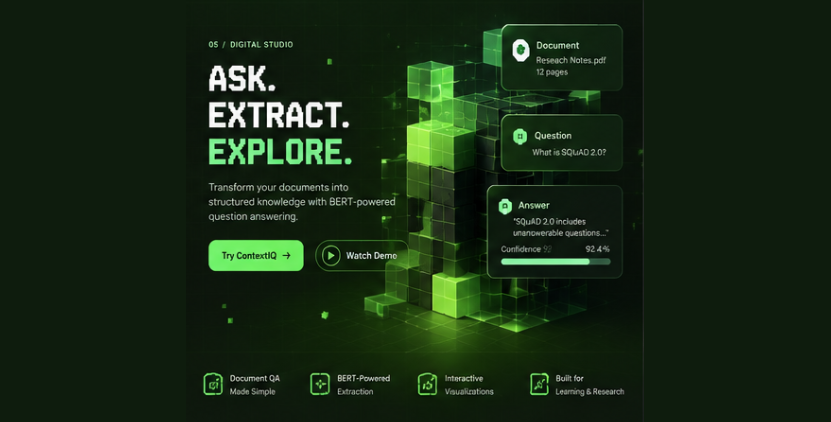 05 / DIGITAL STUDIO
ASK.
EXTRACT.
EXPLORE.
Transform your documents into
structured knowledge with BERT-powered
question answering.
Try ContextIQ →
Watch Demo
Document
Reseach Notes.pdf
12 pages
Question
What is SQuAD 2.0?
Answer
"SQuAD 2.0 includes
unanowerable questions..."
Confidence 93 92.4%
Document QA
Made Simple
BERT-Powered
Extraction
Interactive
Visualizations
Built for
Learning & Research